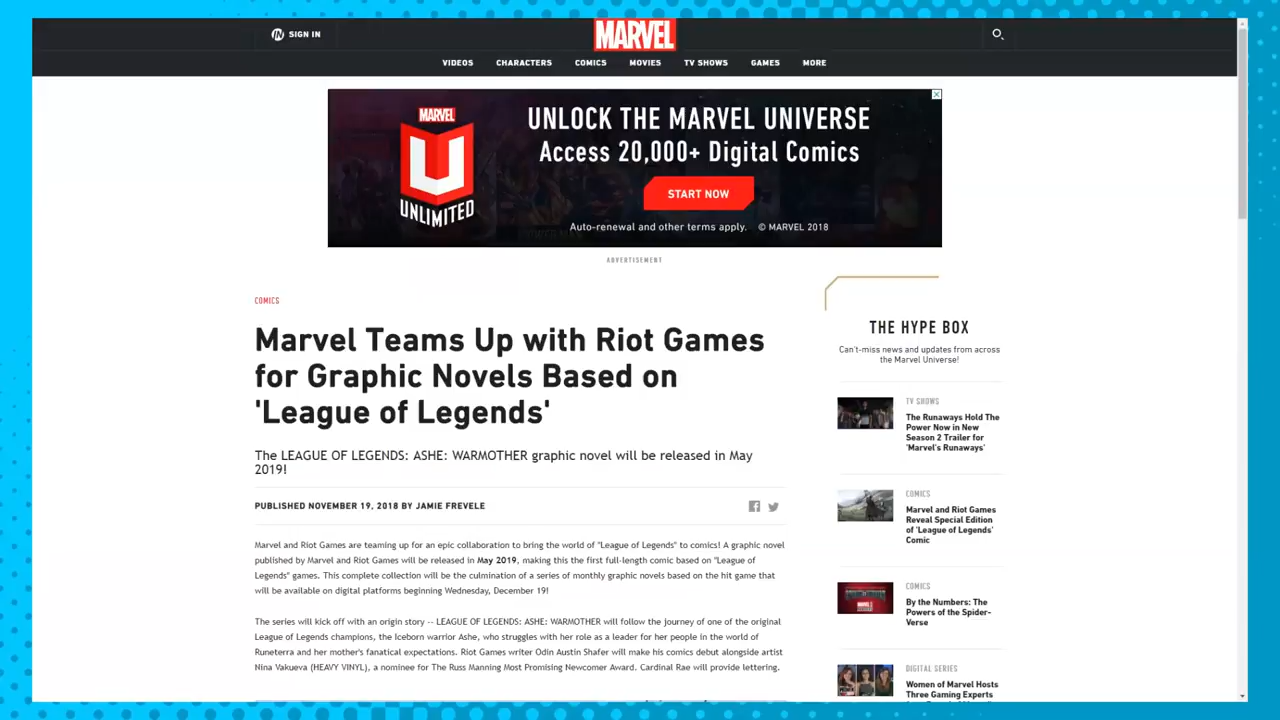 SIGN IN
MARVEL
VIDEOS CHARACTERS COMICS MOVIES TV SHOWS GAMES MORE
MARVEL
UNLIMITED
UNLOCK THE MARVEL UNIVERSE
Access 20,000+ Digital Comics
START NOW
Auto-renewal and other terms apply. © MARVEL 2018
ADVERTISEMENT
COMICS
Marvel Teams Up with Riot Games
for Graphic Novels Based on
'League of Legends'
The LEAGUE OF LEGENDS: ASHE: WARMOTHER graphic novel will be released in May
2019!
PUBLISHED NOVEMBER 19, 2018 BY JAMIE FREVELE
Marvel and Riot Games are teaming up for an epic collaboration to bring the world of "League of Legends" to comics! A graphic novel
published by Marvel and Riot Games will be released in May 2019, making this the first full-length comic based on "League of
Legends" games. This complete collection will be the culmination of a series of monthly graphic novels based on the hit game that
will be available on digital platforms beginning Wednesday, December 19!
The series will kick off with an origin story -- LEAGUE OF LEGENDS: ASHE: WARMOTHER will follow the journey of one of the original
League of Legends champions, the Iceborn warrior Ashe, who struggles with her role as a leader for her people in the world of
Runeterra and her mother's fanatical expectations. Riot Games writer Odin Austin Shafer will make his comics debut alongside artist
Nina Vakueva (HEAVY VINYL), a nominee for The Russ Manning Most Promising Newcomer Award. Cardinal Rae will provide lettering.
THE HYPE BOX
Can't-miss news and updates from across
the Marvel Universe!
TV SHOWS
The Runaways Hold The
Power Now in New
Season 2 Trailer for
'Marvel's Runaways'
COMICS
Marvel and Riot Games
Reveal Special Edition
of 'League of Legends'
Comic
COMICS
By the Numbers: The
Powers of the Spider-
Verse
DIGITAL SERIES
Women of Marvel Hosts
Three Gaming Experts